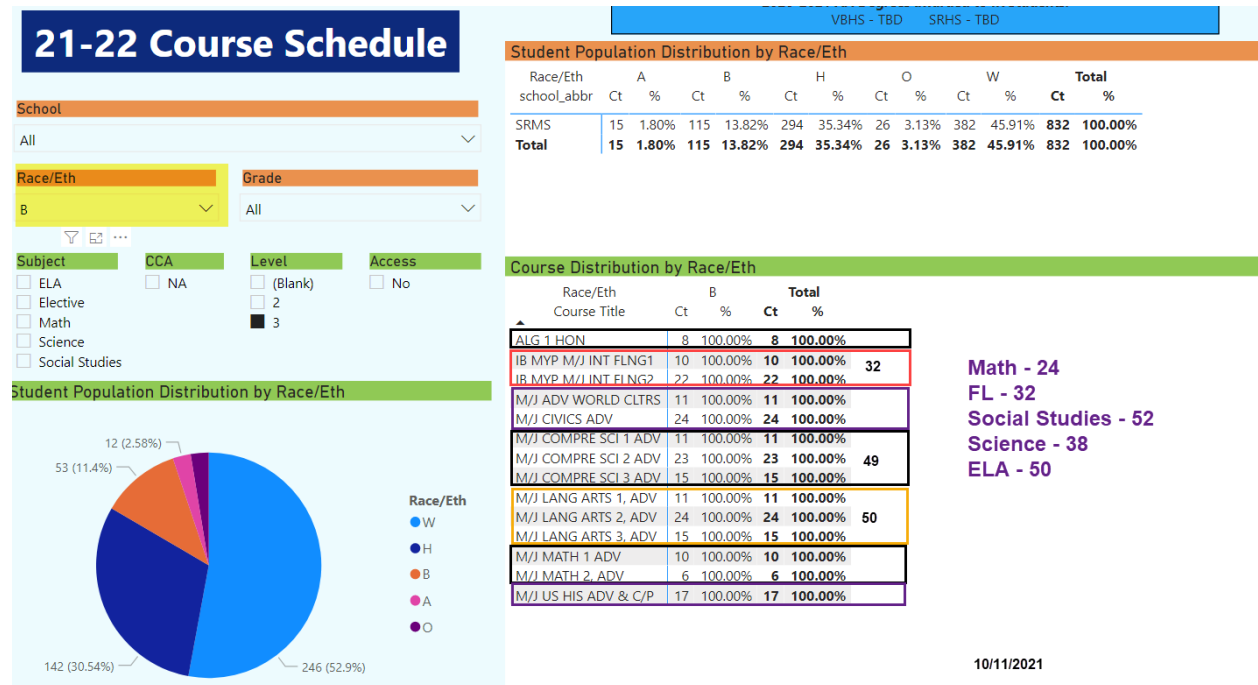 VBHS - TBD SRHS - TBD
21-22 Course Schedule
School
All
Race/Eth Grade
B All
Subject CCA Level Access
ELA NA (Blank) No
Elective 2
Math 3
Science
Social Studies
Student Population Distribution by Race/Eth
12 (2.58%)
53 (11.4%)
142 (30.54%)
246 (52.9%)
Race/Eth
W
H
B
A
O
Student Population Distribution by Race/Eth
Race/Eth A B H O W Total
school_abbr Ct % Ct % Ct % Ct % Ct % Ct %
SRMS 15 1.80% 115 13.82% 294 35.34% 26 3.13% 382 45.91% 832 100.00%
Total 15 1.80% 115 13.82% 294 35.34% 26 3.13% 382 45.91% 832 100.00%
Course Distribution by Race/Eth
Race/Eth B Total
Course Title Ct % Ct %
ALG 1 HON 8 100.00% 8 100.00%
IB MYP M/J INT FLNG1 10 100.00% 10 100.00%
32
IB MYP M/J INT FLNG2 22 100.00% 22 100.00%
M/J ADV WORLD CLTRS 11 100.00% 11 100.00%
M/J CIVICS ADV 24 100.00% 24 100.00%
M/J COMPRE SCI 1 ADV 11 100.00% 11 100.00%
M/J COMPRE SCI 2 ADV 23 100.00% 23 100.00% 49
M/J COMPRE SCI 3 ADV 15 100.00% 15 100.00%
M/J LANG ARTS 1, ADV 11 100.00% 11 100.00%
M/J LANG ARTS 2, ADV 24 100.00% 24 100.00% 50
M/J LANG ARTS 3, ADV 15 100.00% 15 100.00%
M/J MATH 1 ADV 10 100.00% 10 100.00%
M/J MATH 2, ADV 6 100.00% 6 100.00%
M/J US HIS ADV & C/P 17 100.00% 17 100.00%
Math - 24
FL - 32
Social Studies - 52
Science - 38
ELA - 50
10/11/2021